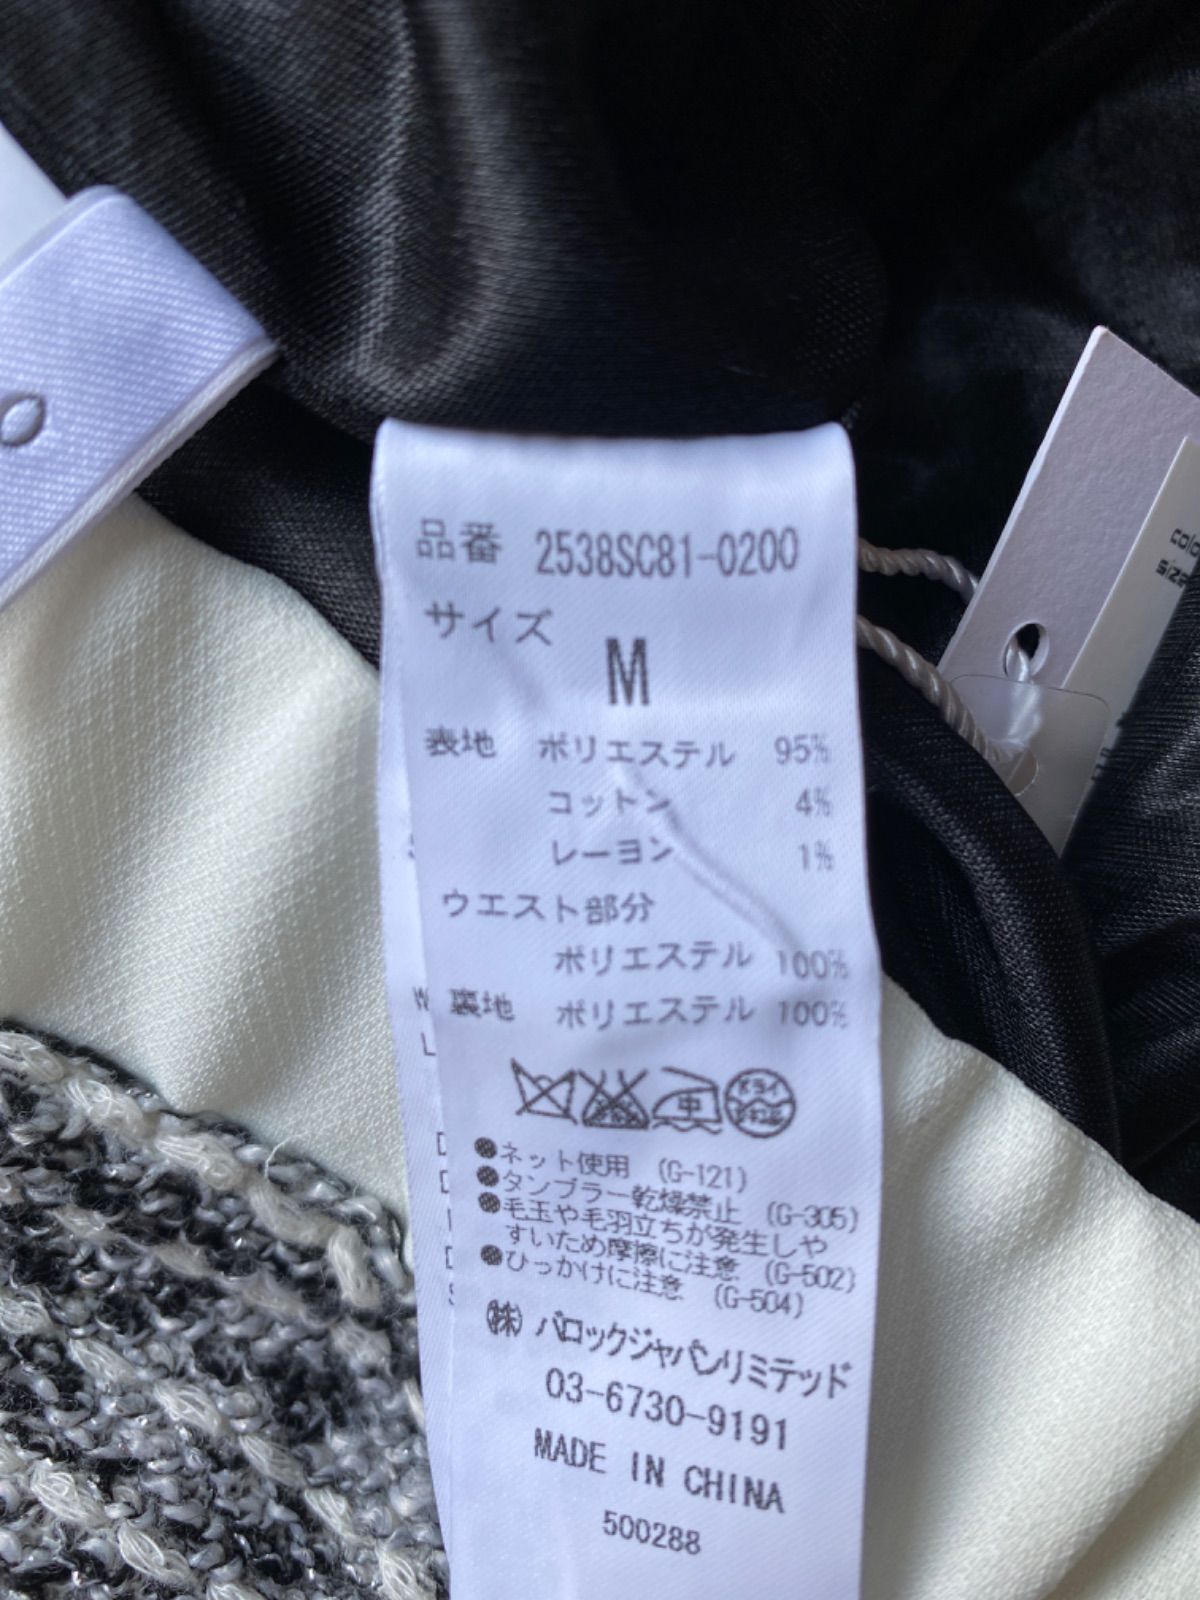 品番 2538SC81-0200
サイズ
M
表地 ポリエステル 95%
コットン 4%
レーヨン 1%
ウエスト部分
ポリエステル 100%
裏地 ポリエステル 100%
中
ドライ
●ネット使用 (G-121)
●タンブラー乾燥禁止 (G-305)
●毛玉や毛羽立ちが発生しや
すいため摩擦に注意 (G-502)
●ひっかけに注意 (G-504)
㈱ バロックジャパンリミテッド
03-6730-9191
MADE IN CHINA
500288